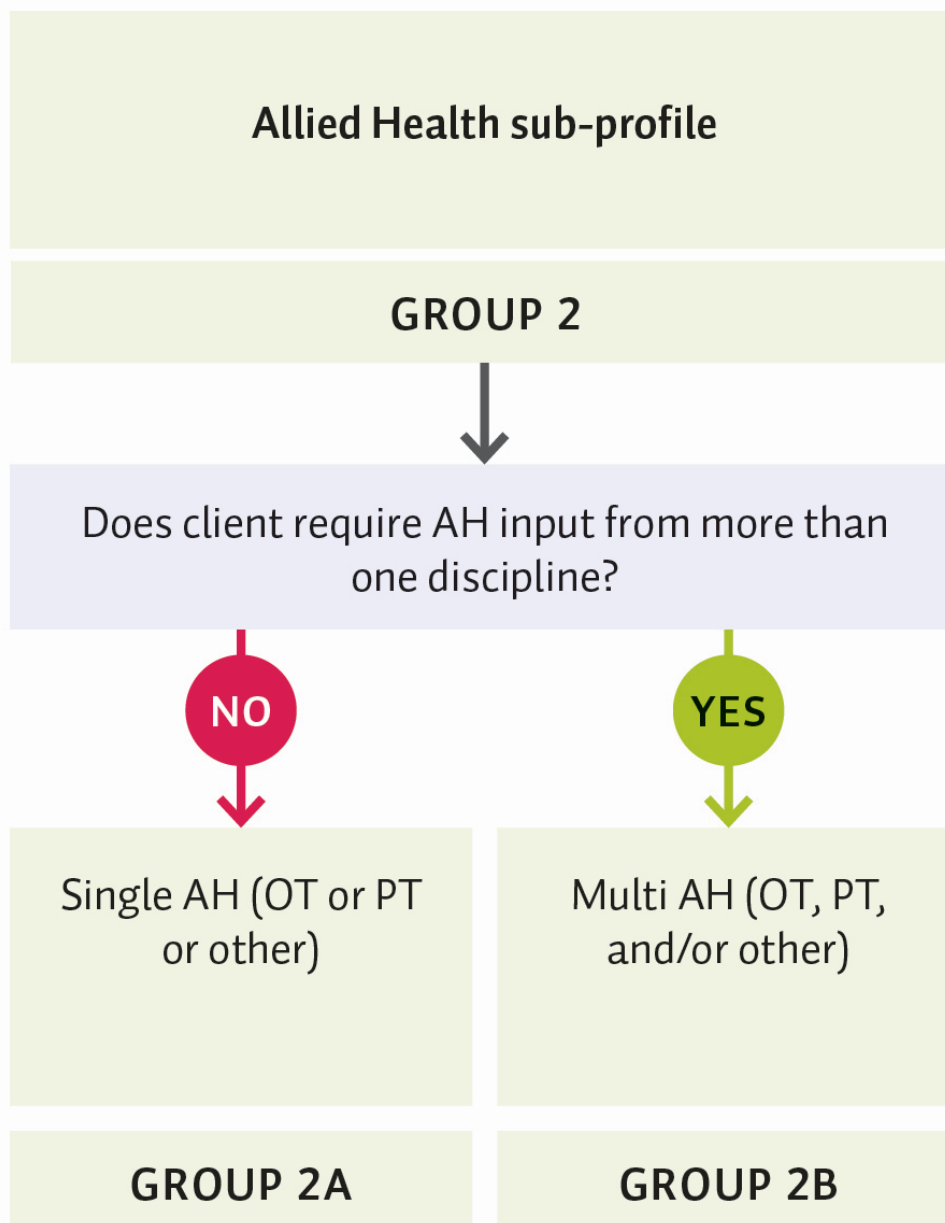 Allied Health sub-profile
GROUP 2
Does client require AH input from more than
one discipline?
NO
YES
Single AH (OT or PT
or other)
Multi AH (OT, PT,
and/or other)
GROUP 2A
GROUP 2B